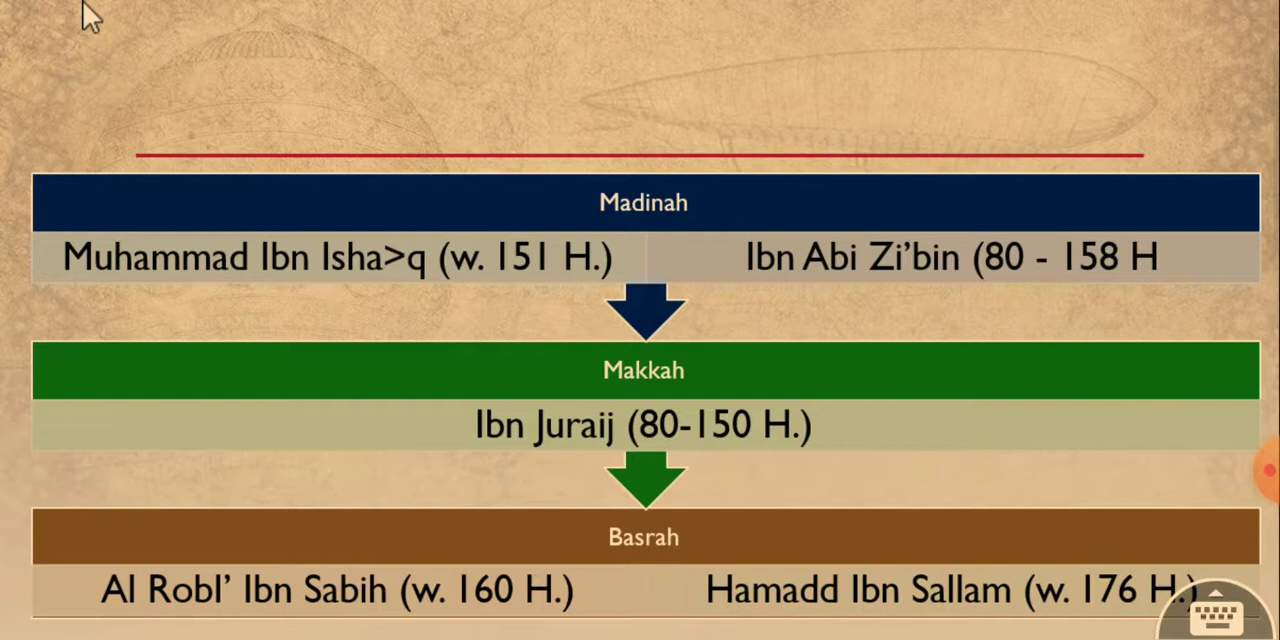 Madinah
Muhammad Ibn Isha>q (w. 151 H.) Ibn Abi Zi’bin (80 - 158 H
Makkah
Ibn Juraij (80-150 H.)
Basrah
Al Robl’ Ibn Sabih (w. 160 H.) Hamadd Ibn Sallam (w. 176 H.)